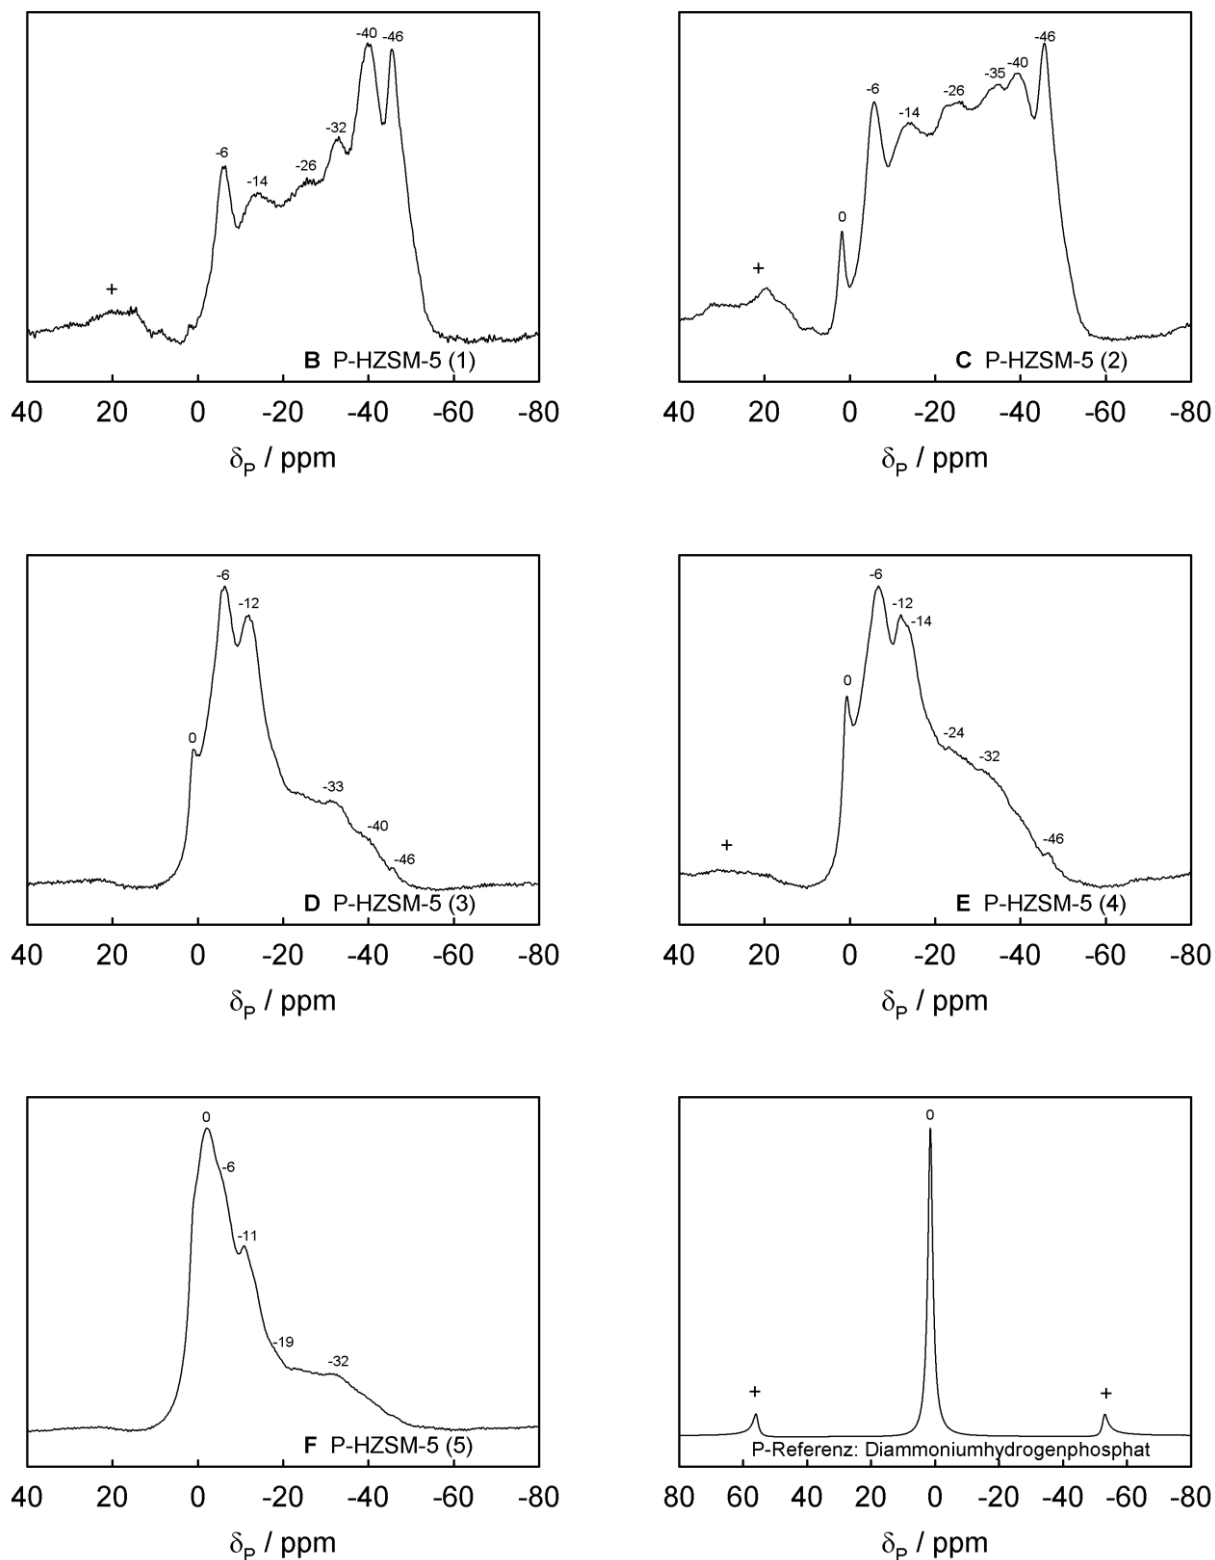 -40 -46
-32
-6
-14
-26
+
B P-HZSM-5 (1)
40 20 0 -20 -40 -60 -80
δP / ppm
-46
-6
-14
-26
-35
-40
0
+
C P-HZSM-5 (2)
40 20 0 -20 -40 -60 -80
δP / ppm
-6
-12
0
-33
-40
-46
D P-HZSM-5 (3)
40 20 0 -20 -40 -60 -80
δP / ppm
-6
-12
-14
0
-24
-32
-46
+
E P-HZSM-5 (4)
40 20 0 -20 -40 -60 -80
δP / ppm
0
-6
-11
-19
-32
F P-HZSM-5 (5)
40 20 0 -20 -40 -60 -80
δP / ppm
0
+ +
P-Referenz: Diammoniumhydrogenphosphat
80 60 40 20 0 -20 -40 -60 -80
δP / ppm